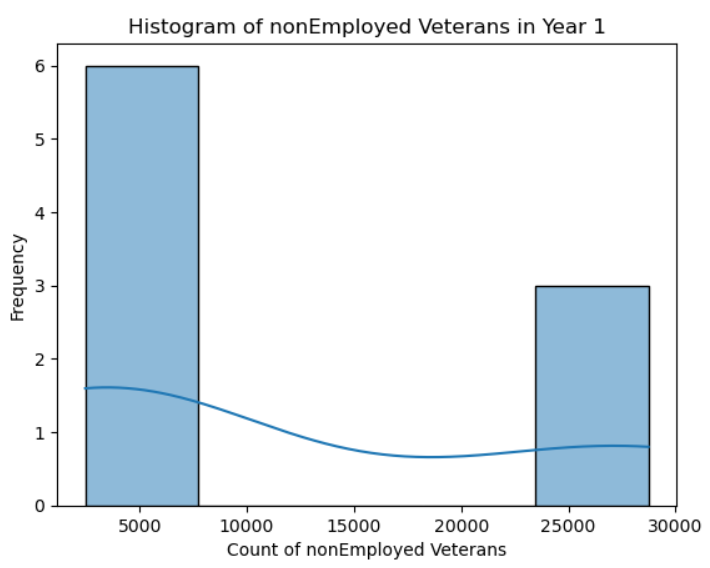 Histogram of nonEmployed Veterans in Year 1
6
5
4
3
2
1
0
Frequency
5000 10000 15000 20000 25000 30000
Count of nonEmployed Veterans